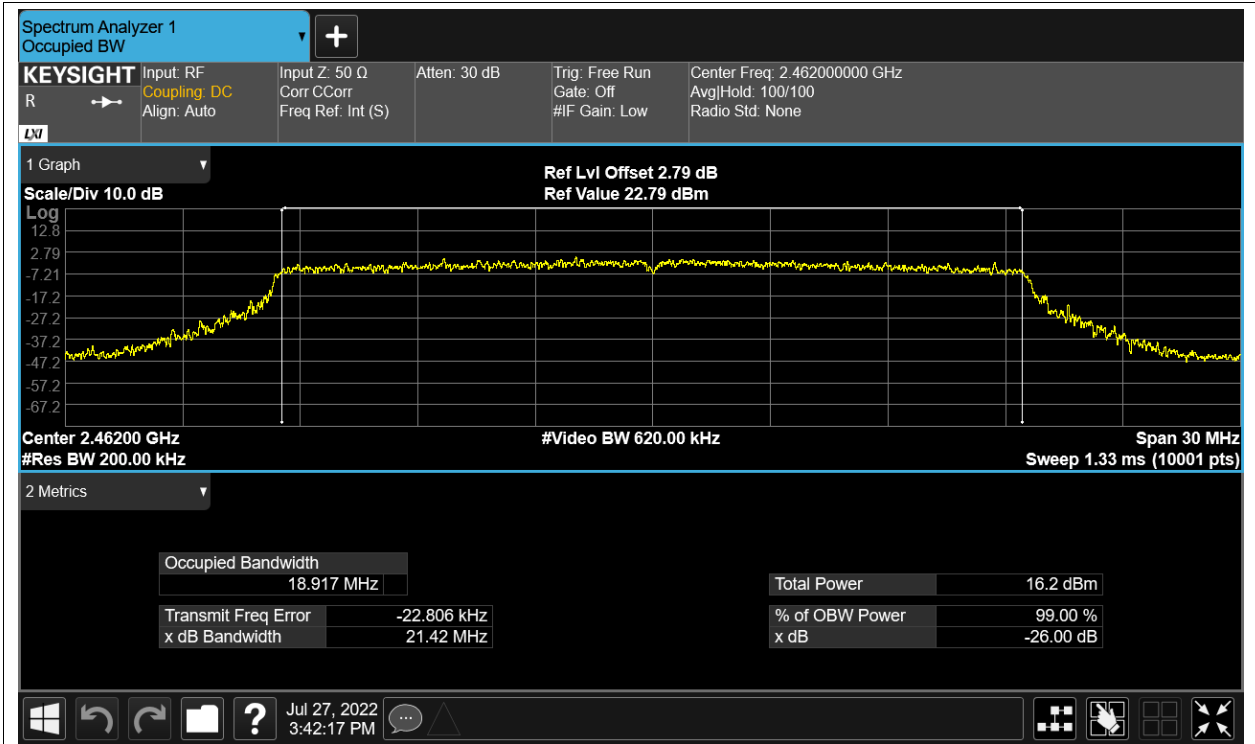 Spectrum Analyzer 1
Occupied BW
KEYSIGHT
R
LXI
Input: RF
Coupling: DC
Align: Auto
Input Z: 50 Ω
Corr CCorr
Freq Ref: Int (S)
Atten: 30 dB
Trig: Free Run
Gate: Off
#IF Gain: Low
Center Freq: 2.462000000 GHz
Avg|Hold: 100/100
Radio Std: None
1 Graph
Scale/Div 10.0 dB
Ref Lvl Offset 2.79 dB
Ref Value 22.79 dBm
Log
12.8
2.79
-7.21
-17.2
-27.2
-37.2
-47.2
-57.2
-67.2
Center 2.46200 GHz
#Video BW 620.00 kHz
Span 30 MHz
#Res BW 200.00 kHz
Sweep 1.33 ms (10001 pts)
2 Metrics
Occupied Bandwidth
18.917 MHz
Transmit Freq Error -22.806 kHz
x dB Bandwidth 21.42 MHz
Total Power 16.2 dBm
% of OBW Power 99.00 %
x dB -26.00 dB
?
Jul 27, 2022
3:42:17 PM